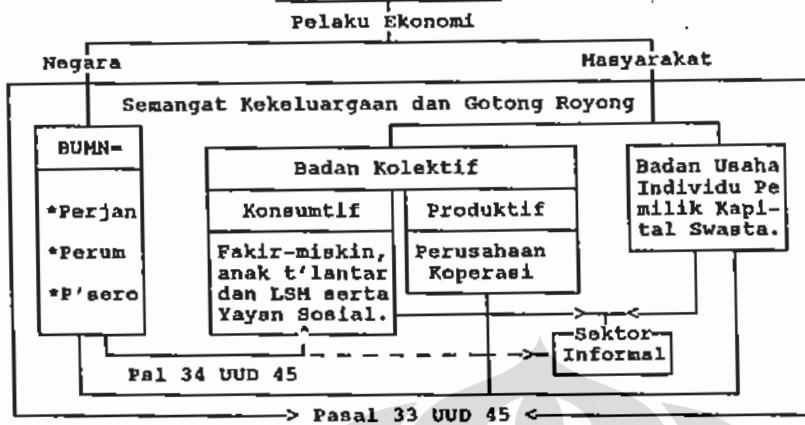 Pelaku Ekonomi
Negara
Masyarakat
Semangat Kekeluargaan dan Gotong Royong
BUMN=
*Perjan
*Perum
*P'sero
Badan Kolektif
Konsumtif
Produktif
Fakir-miskin,
anak t'lantar
dan LSM serta
Yaysn Sosial.
Perusahaan
Koperasi
Badan Usaha
Individu Pe
milik Kapi-
tal Swasta.
Sektor
Informal
Psl 34 UUD 45
Pasal 33 UUD 45